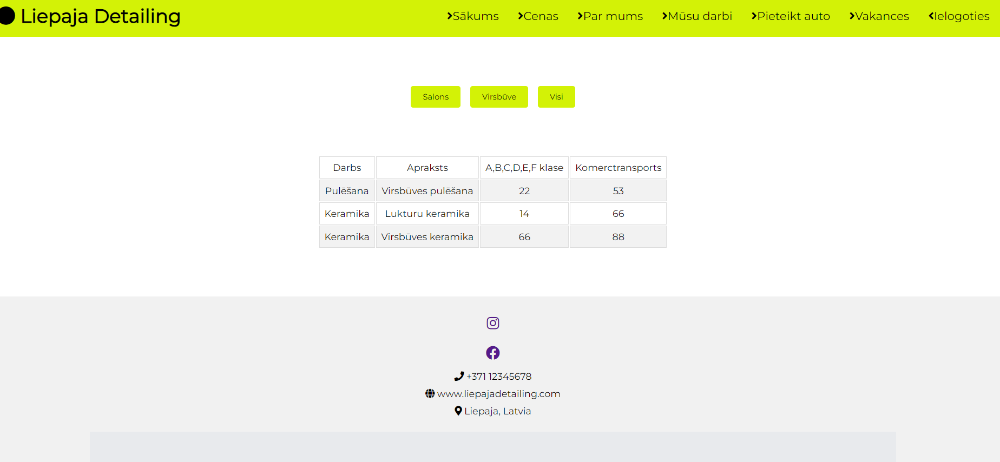 Liepaja Detailing
Sākums Cenas Par mums Mūsu darbi Pieteikt auto Vakances Ielogoties
Salons Virsbūve Visi
Darbs Apraksts A,B,C,D,E,F klase Komerctransports
Pulēšana Virsbūves pulēšana 22 53
Keramika Lukturu keramika 14 66
Keramika Virsbūves keramika 66 88
+371 12345678
www.liepajadetailing.com
Liepaja, Latvia